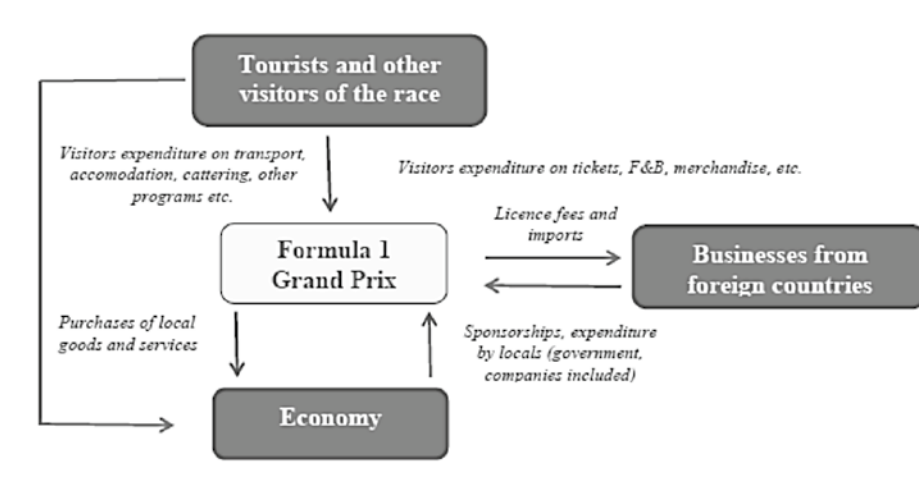 Tourists and other
visitors of the race
Visitors expenditure on transport,
accomodation, cattering, other
programs etc.
Visitors expenditure on tickets, F&B, merchandise, etc.
Licence fees and
imports
Formula 1
Grand Prix
Businesses from
foreign countries
Purchases of local
goods and services
Sponsorships, expenditure
by locals (government,
companies included)
Economy